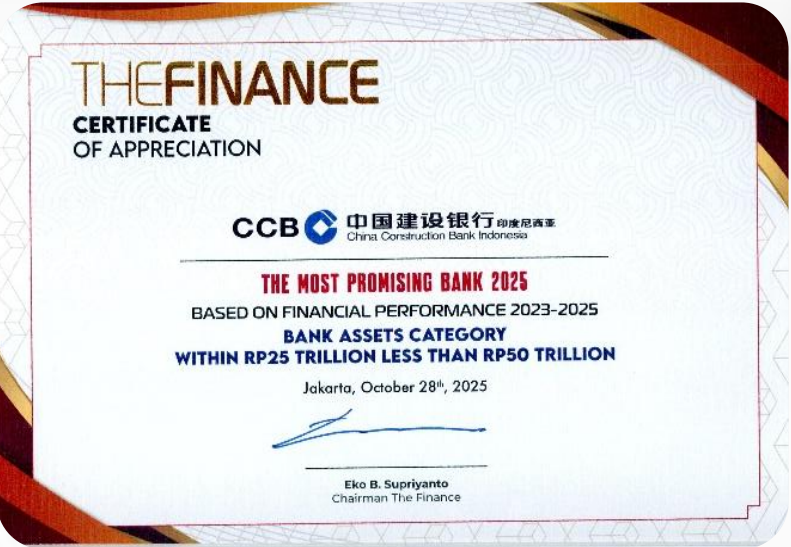 THEFINANCE
CERTIFICATE
OF APPRECIATION
CCB 中国建设银行 印度尼西亚
China Construction Bank Indonesia
THE MOST PROMISING BANK 2025
BASED ON FINANCIAL PERFORMANCE 2023-2025
BANK ASSETS CATEGORY
WITHIN RP25 TRILLION LESS THAN RP50 TRILLION
Jakarta, October 28th, 2025
Eko B. Supriyanto
Chairman The Finance